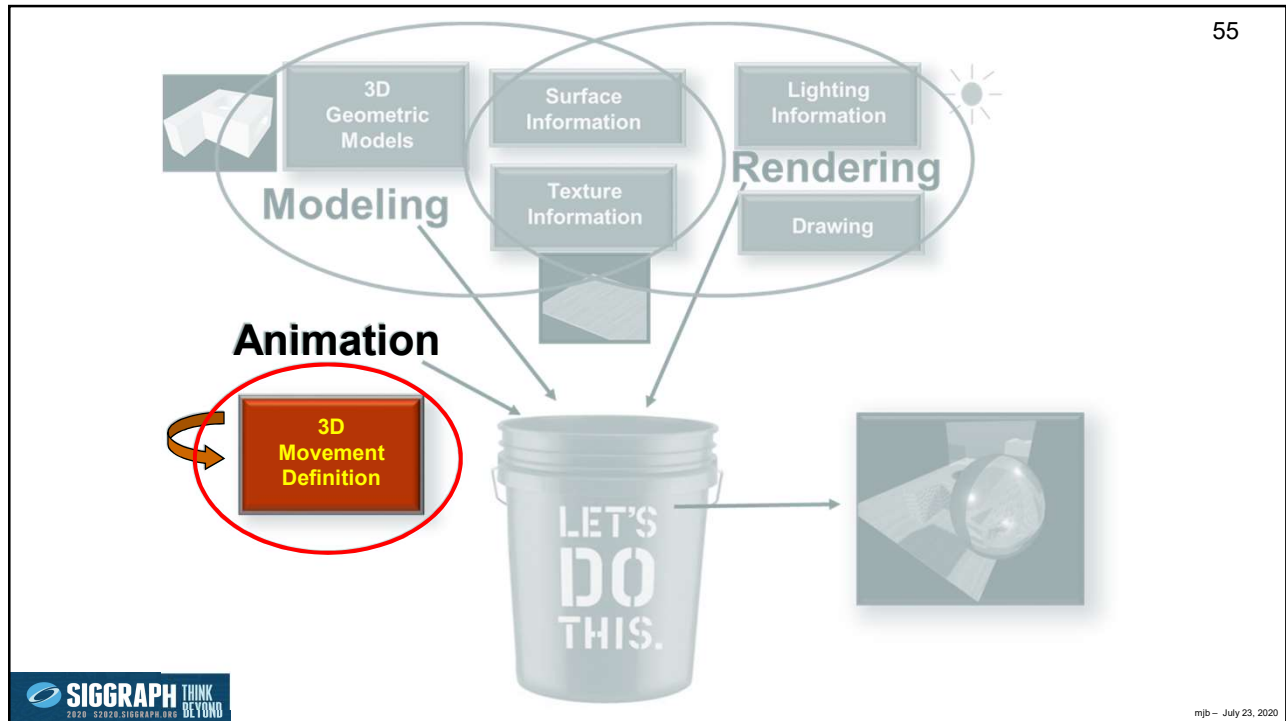 55
3D
Geometric
Models
Surface
Information
Lighting
Information
Rendering
Modeling
Texture
Information
Drawing
Animation
3D
Movement
Definition
LET'S
DO
THIS.
SIGGRAPH THINK
2020 S2020.SIGGRAPH.ORG BEYOND
mjb – July 23, 2020